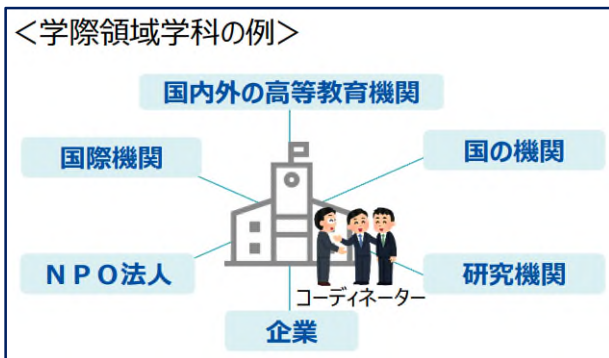 ＜学際領域学科の例＞
国内外の高等教育機関
国際機関
国の機関
ＮＰＯ法人
研究機関
コーディネーター
企業